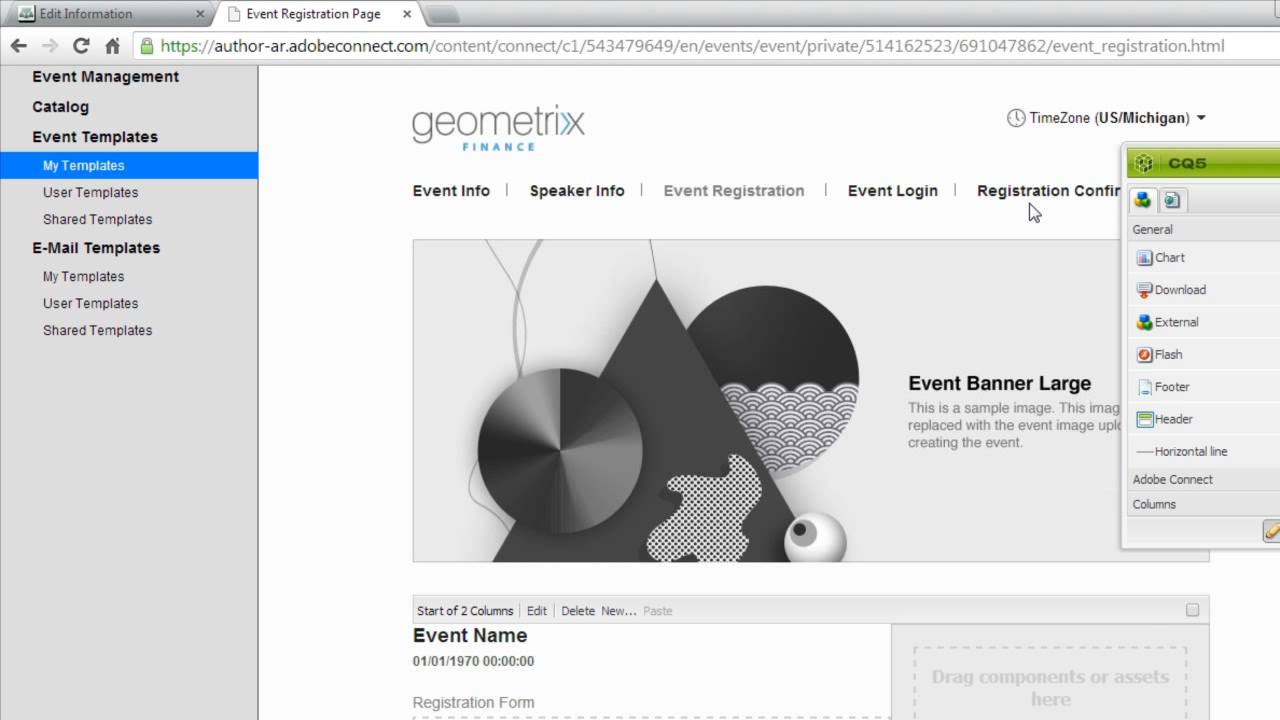 Edit Information
Event Registration Page
https://author-ar.adobeconnect.com/content/connect/c1/543479649/en/events/event/private/514162523/691047862/event_registration.html
Event Management
Catalog
Event Templates
My Templates
User Templates
Shared Templates
E-Mail Templates
My Templates
User Templates
Shared Templates
geometrixx
FINANCE
TimeZone (US/Michigan)
Event Info | Speaker Info | Event Registration | Event Login | Registration Confir
Event Banner Large
This is a sample image. This imag
replaced with the event image uplo
creating the event.
CQ5
General
Chart
Download
External
Flash
Footer
Header
Horizontal line
Adobe Connect
Columns
Start of 2 Columns | Edit | Delete New... Paste
Event Name
01/01/1970 00:00:00
Registration Form
Drag components or assets
here